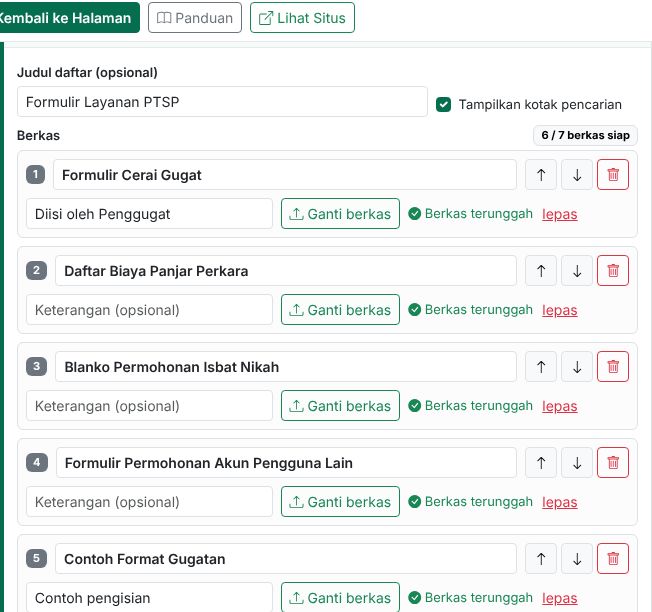 Kembali ke Halaman Panduan Lihat Situs
Judul daftar (opsional)
Formulir Layanan PTSP Tampilkan kotak pencarian
Berkas 6 / 7 berkas siap
1 Formulir Cerai Gugat ↑ ↓
Diisi oleh Penggugat Ganti berkas Berkas terunggah lepas
2 Daftar Biaya Panjar Perkara ↑ ↓
Keterangan (opsional) Ganti berkas Berkas terunggah lepas
3 Blanko Permohonan Isbat Nikah ↑ ↓
Keterangan (opsional) Ganti berkas Berkas terunggah lepas
4 Formulir Permohonan Akun Pengguna Lain ↑ ↓
Keterangan (opsional) Ganti berkas Berkas terunggah lepas
5 Contoh Format Gugatan ↑ ↓
Contoh pengisian Ganti berkas Berkas terunggah lepas